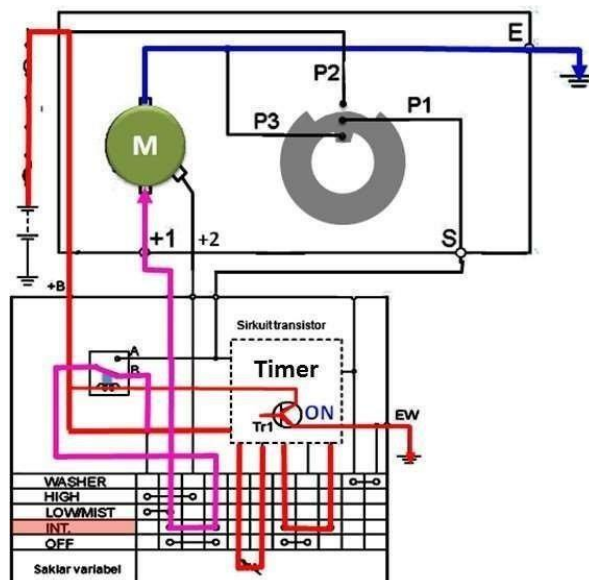 E
P2
P1
P3
M
-
+1
+2
S
+B
A
Sirkuit transistor
B
Timer
Tr1
ON
EW
WASHER
HIGH
LOW/MIST
INT.
OFF
Saklar variabel